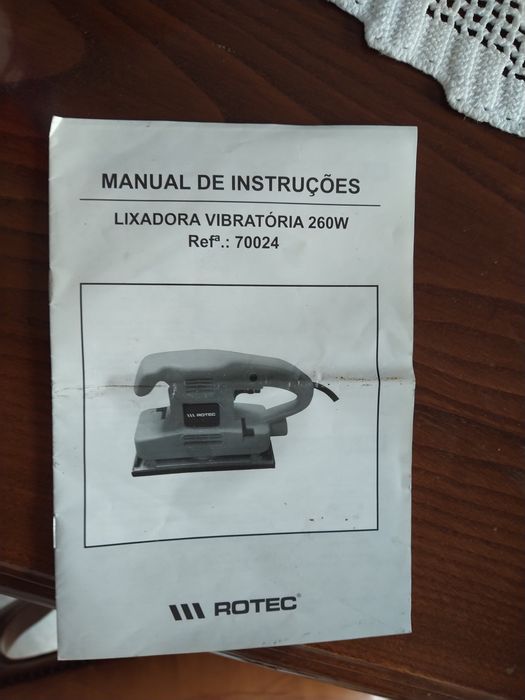 MANUAL DE INSTRUÇÕES
LIXADORA VIBRATÓRIA 260W
Refª.: 70024
ROTEC
ROTEC®